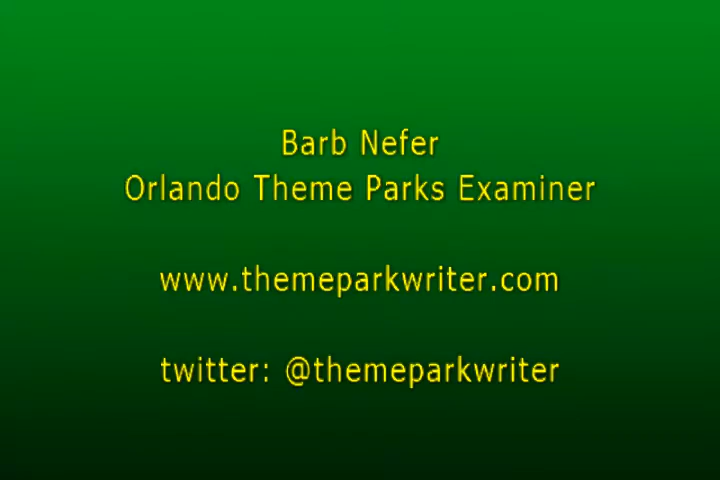 Barb Nefer
Orlando Theme Parks Examiner
www.themeparkwriter.com
twitter: @themeparkwriter